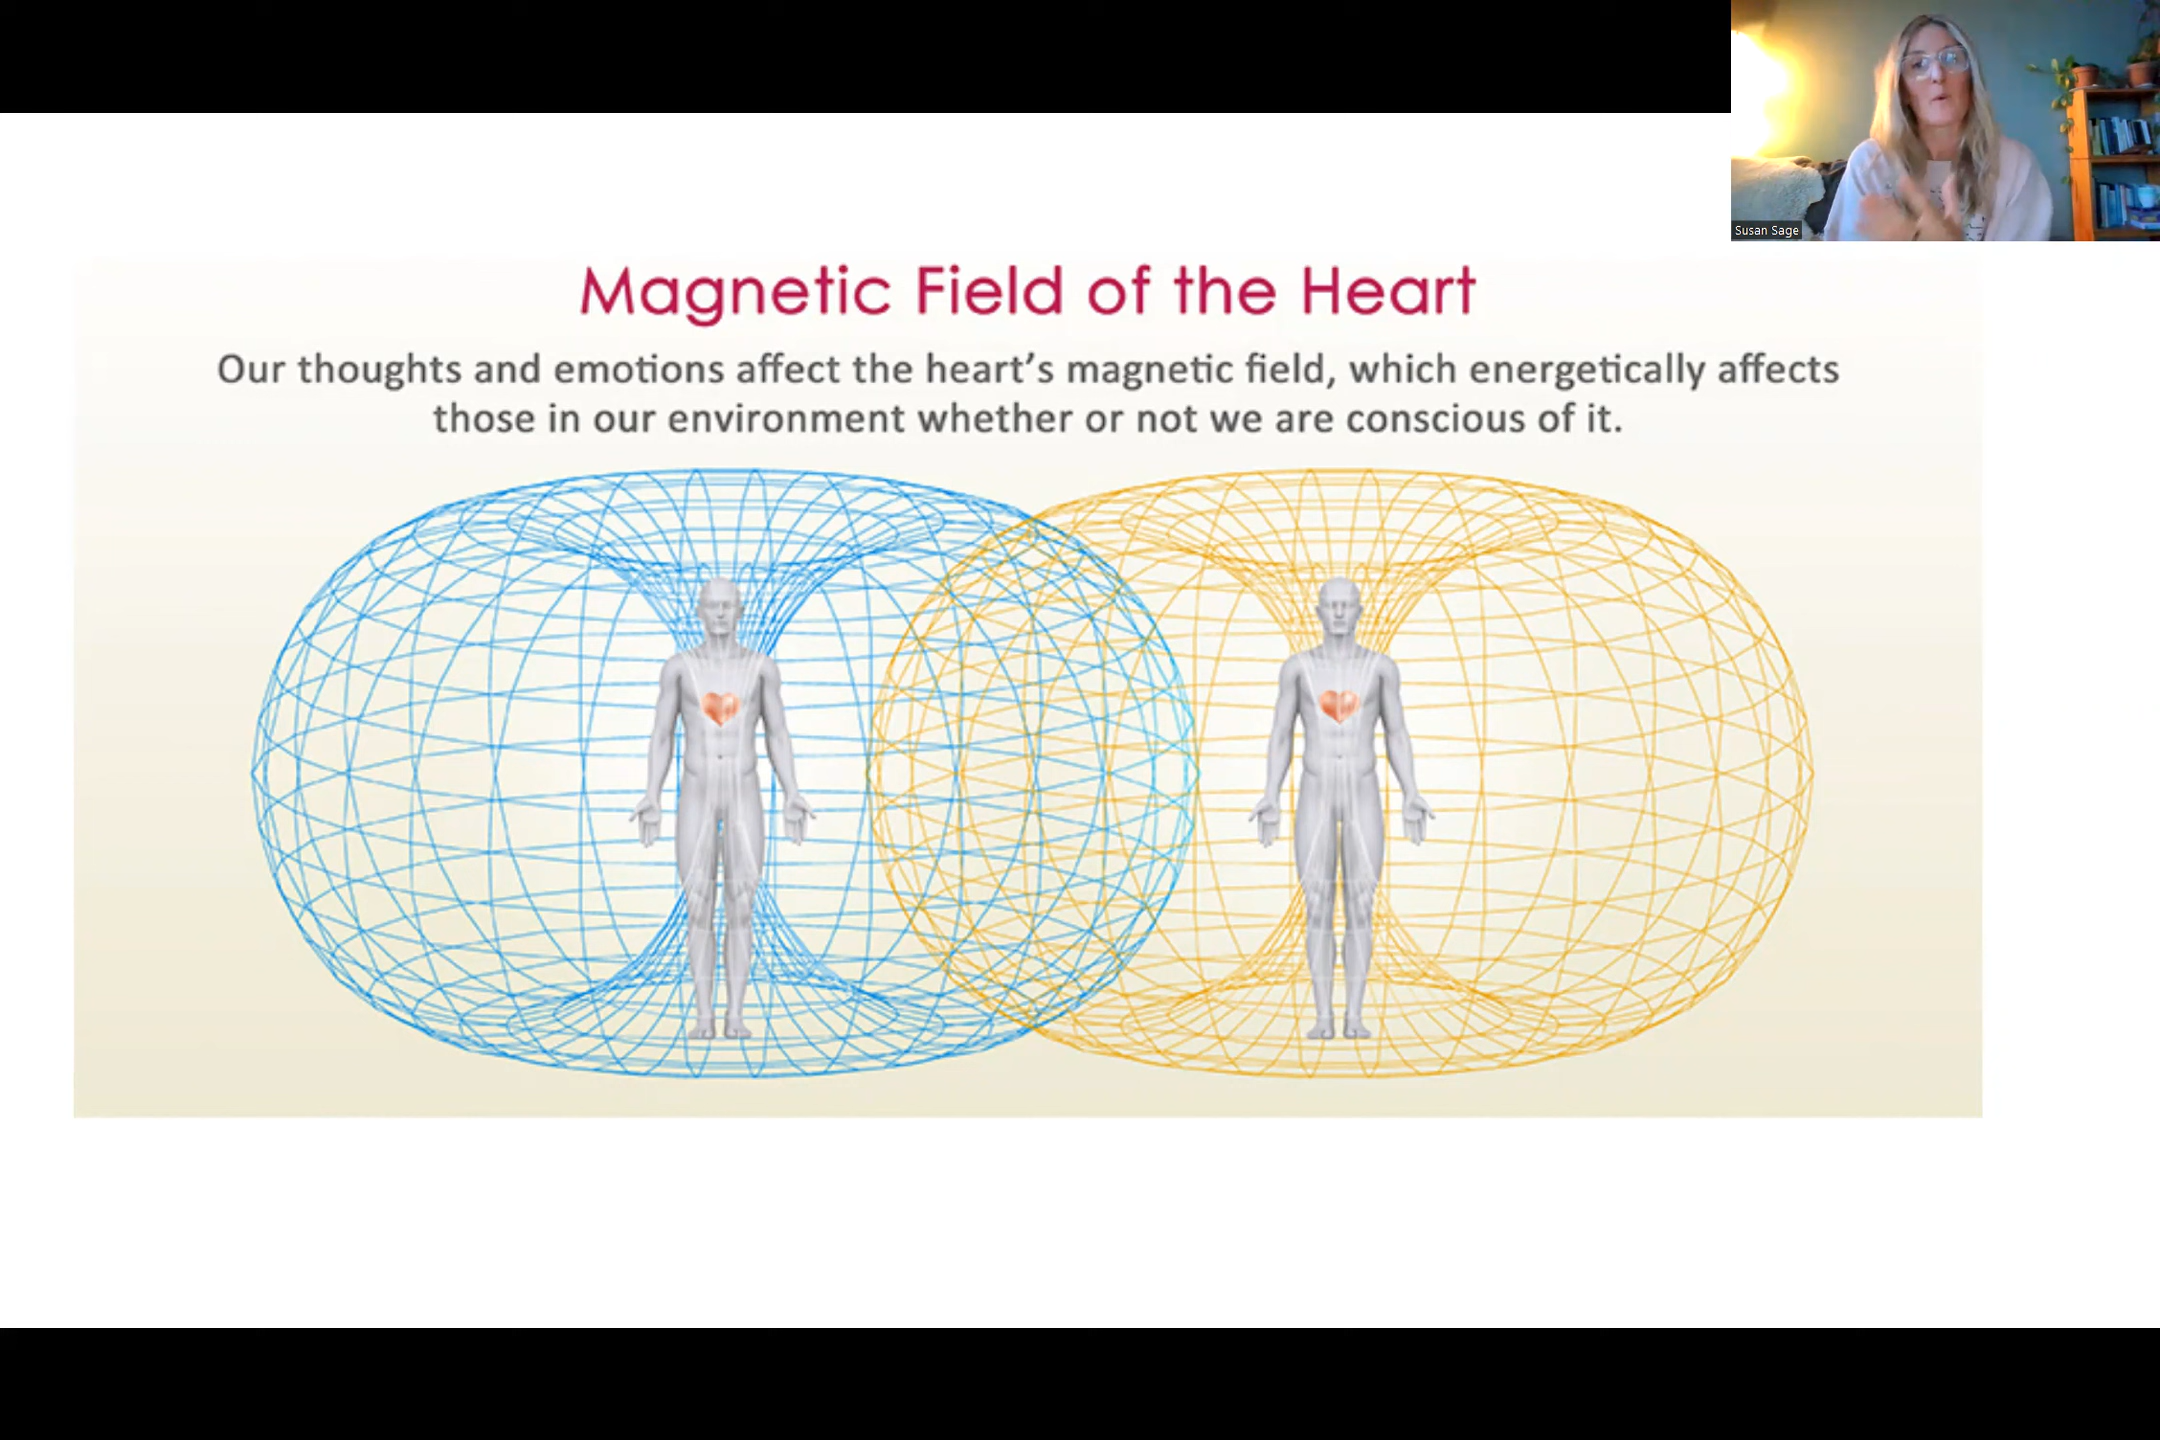 Susan Sage
Magnetic Field of the Heart
Our thoughts and emotions affect the heart’s magnetic field, which energetically affects
those in our environment whether or not we are conscious of it.